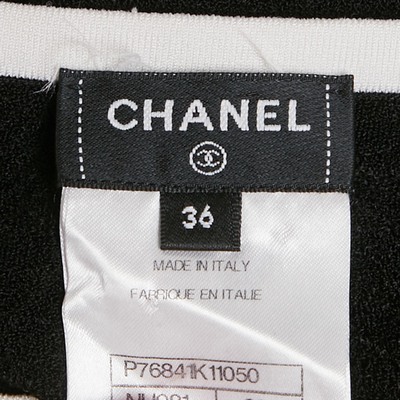 CHANEL
36
MADE IN ITALY
FABRIQUE EN ITALIE
P76841K11050